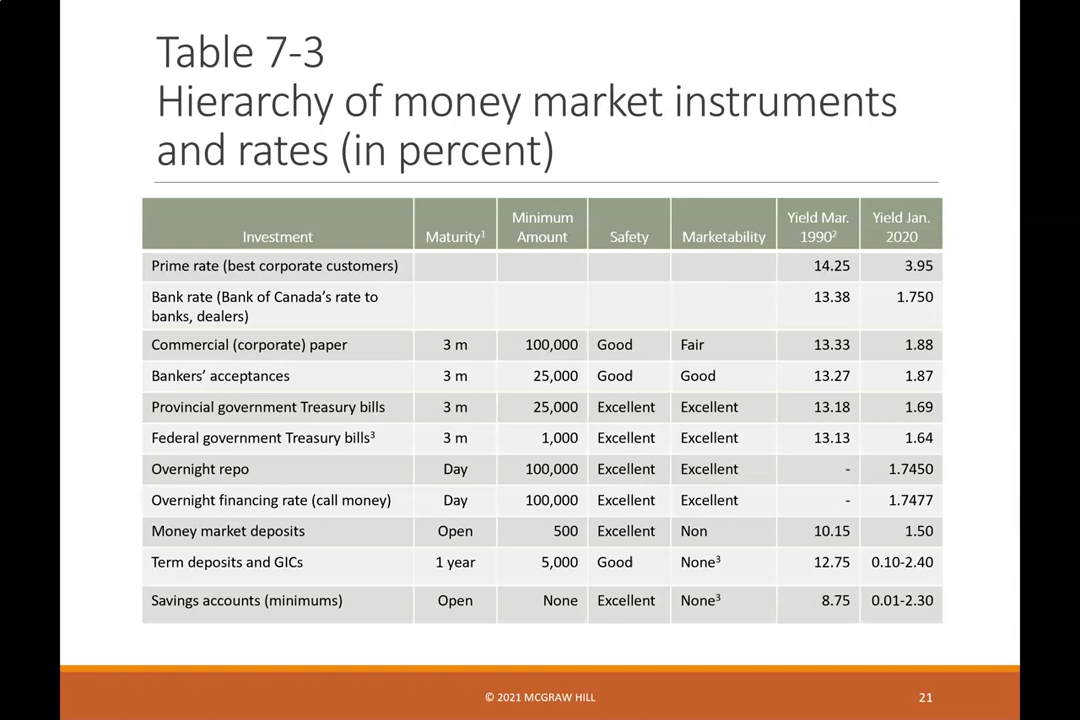 Table 7-3
Hierarchy of money market instruments
and rates (in percent)
Investment Maturity¹ Minimum Amount Safety Marketability Yield Mar. 1990² Yield Jan. 2020
Prime rate (best corporate customers) 14.25 3.95
Bank rate (Bank of Canada's rate to banks, dealers) 13.38 1.750
Commercial (corporate) paper 3 m 100,000 Good Fair 13.33 1.88
Bankers' acceptances 3 m 25,000 Good Good 13.27 1.87
Provincial government Treasury bills 3 m 25,000 Excellent Excellent 13.18 1.69
Federal government Treasury bills³ 3 m 1,000 Excellent Excellent 13.13 1.64
Overnight repo Day 100,000 Excellent Excellent - 1.7450
Overnight financing rate (call money) Day 100,000 Excellent Excellent - 1.7477
Money market deposits Open 500 Excellent Non 10.15 1.50
Term deposits and GICs 1 year 5,000 Good None³ 12.75 0.10-2.40
Savings accounts (minimums) Open None Excellent None³ 8.75 0.01-2.30
© 2021 MCGRAW HILL 21